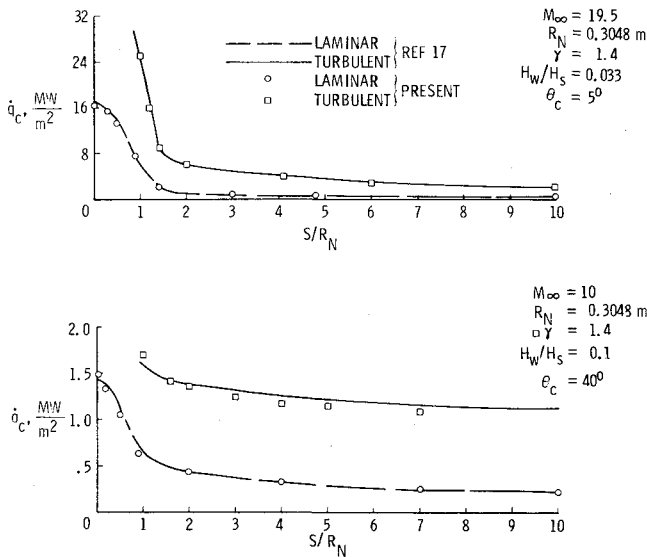 32
24
16
8
0
q̇c, MW/m²
0 1 2 3 4 5 6 7 8 9 10
S/RN
LAMINAR
TURBULENT
REF 17
LAMINAR
TURBULENT
PRESENT
M∞ = 19.5
RN = 0.3048 m
γ = 1.4
HW/HS = 0.033
θc = 5⁰
2.0
1.5
1.0
.5
q̇c, MW/m²
0 1 2 3 4 5 6 7 8 9 10
S/RN
M∞ = 10
RN = 0.3048 m
γ = 1.4
HW/HS = 0.1
θc = 40⁰